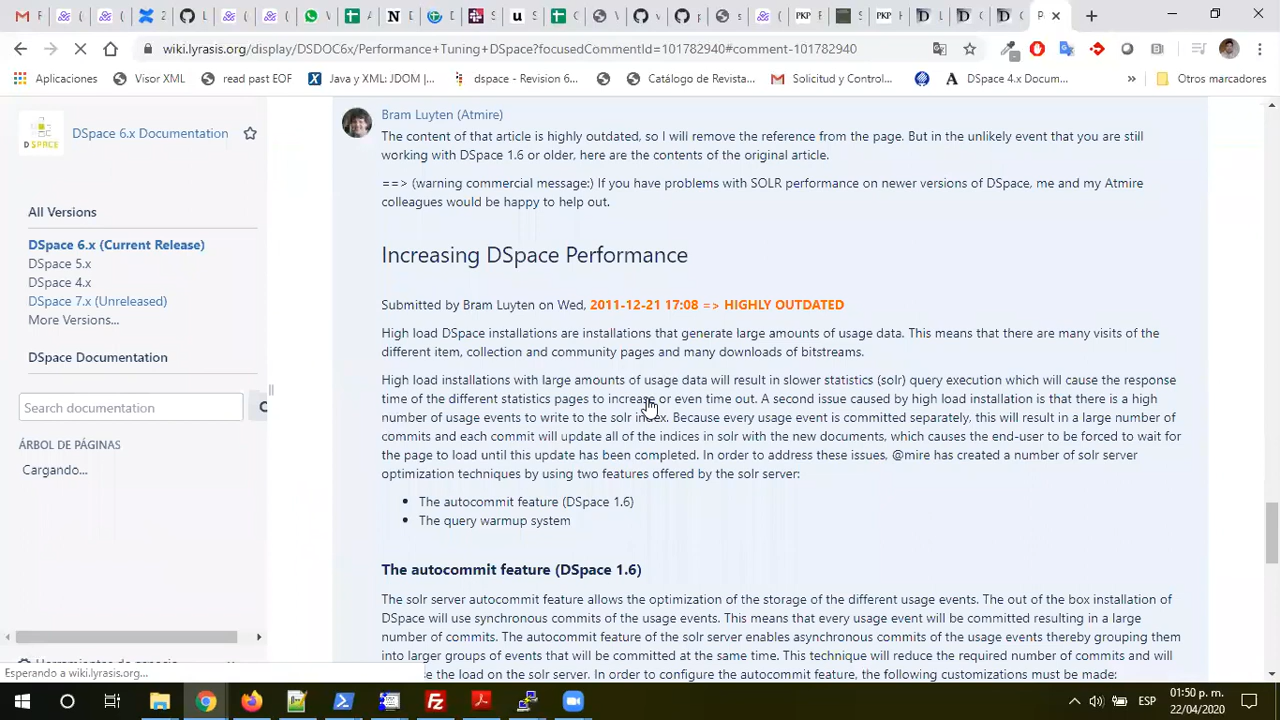 wiki.lyrasis.org/display/DSDOC6x/Performance+Tuning+DSpace?focusedCommentId=101782940#comment-101782940
Aplicaciones
Visor XML
read past EOF
Java y XML: JDOM (...
dspace - Revision 6...
Catálogo de Revista...
Solicitud y Control...
DSpace 4.x Docum...
»
Otros marcadores
DSPACE
DSpace 6.x Documentation
All Versions
DSpace 6.x (Current Release)
DSpace 5.x
DSpace 4.x
DSpace 7.x (Unreleased)
More Versions...
DSpace Documentation
Search documentation
ÁRBOL DE PÁGINAS
Cargando...
Bram Luyten (Atmire)
The content of that article is highly outdated, so I will remove the reference from the page. But in the unlikely event that you are still
working with DSpace 1.6 or older, here are the contents of the original article.
==> (warning commercial message:) If you have problems with SOLR performance on newer versions of DSpace, me and my Atmire
colleagues would be happy to help out.
Increasing DSpace Performance
Submitted by Bram Luyten on Wed, 2011-12-21 17:08 => HIGHLY OUTDATED
High load DSpace installations are installations that generate large amounts of usage data. This means that there are many visits of the
different item, collection and community pages and many downloads of bitstreams.
High load installations with large amounts of usage data will result in slower statistics (solr) query execution which will cause the response
time of the different statistics pages to increase or even time out. A second issue caused by high load installation is that there is a high
number of usage events to write to the solr index. Because every usage event is committed separately, this will result in a large number of
commits and each commit will update all of the indices in solr with the new documents, which causes the end-user to be forced to wait for
the page to load until this update has been completed. In order to address these issues, @mire has created a number of solr server
optimization techniques by using two features offered by the solr server:
• The autocommit feature (DSpace 1.6)
• The query warmup system
The autocommit feature (DSpace 1.6)
The solr server autocommit feature allows the optimization of the storage of the different usage events. The out of the box installation of
DSpace will use synchronous commits of the usage events. This means that every usage event will be committed resulting in a large
number of commits. The autocommit feature of the solr server enables asynchronous commits of the usage events thereby grouping them
into larger groups of events that will be committed at the same time. This technique will reduce the required number of commits and will
the load on the solr server. In order to configure the autocommit feature, the following customizations must be made:
Esperando a wiki.lyrasis.org...
ESP
01:50 p. m.
22/04/2020